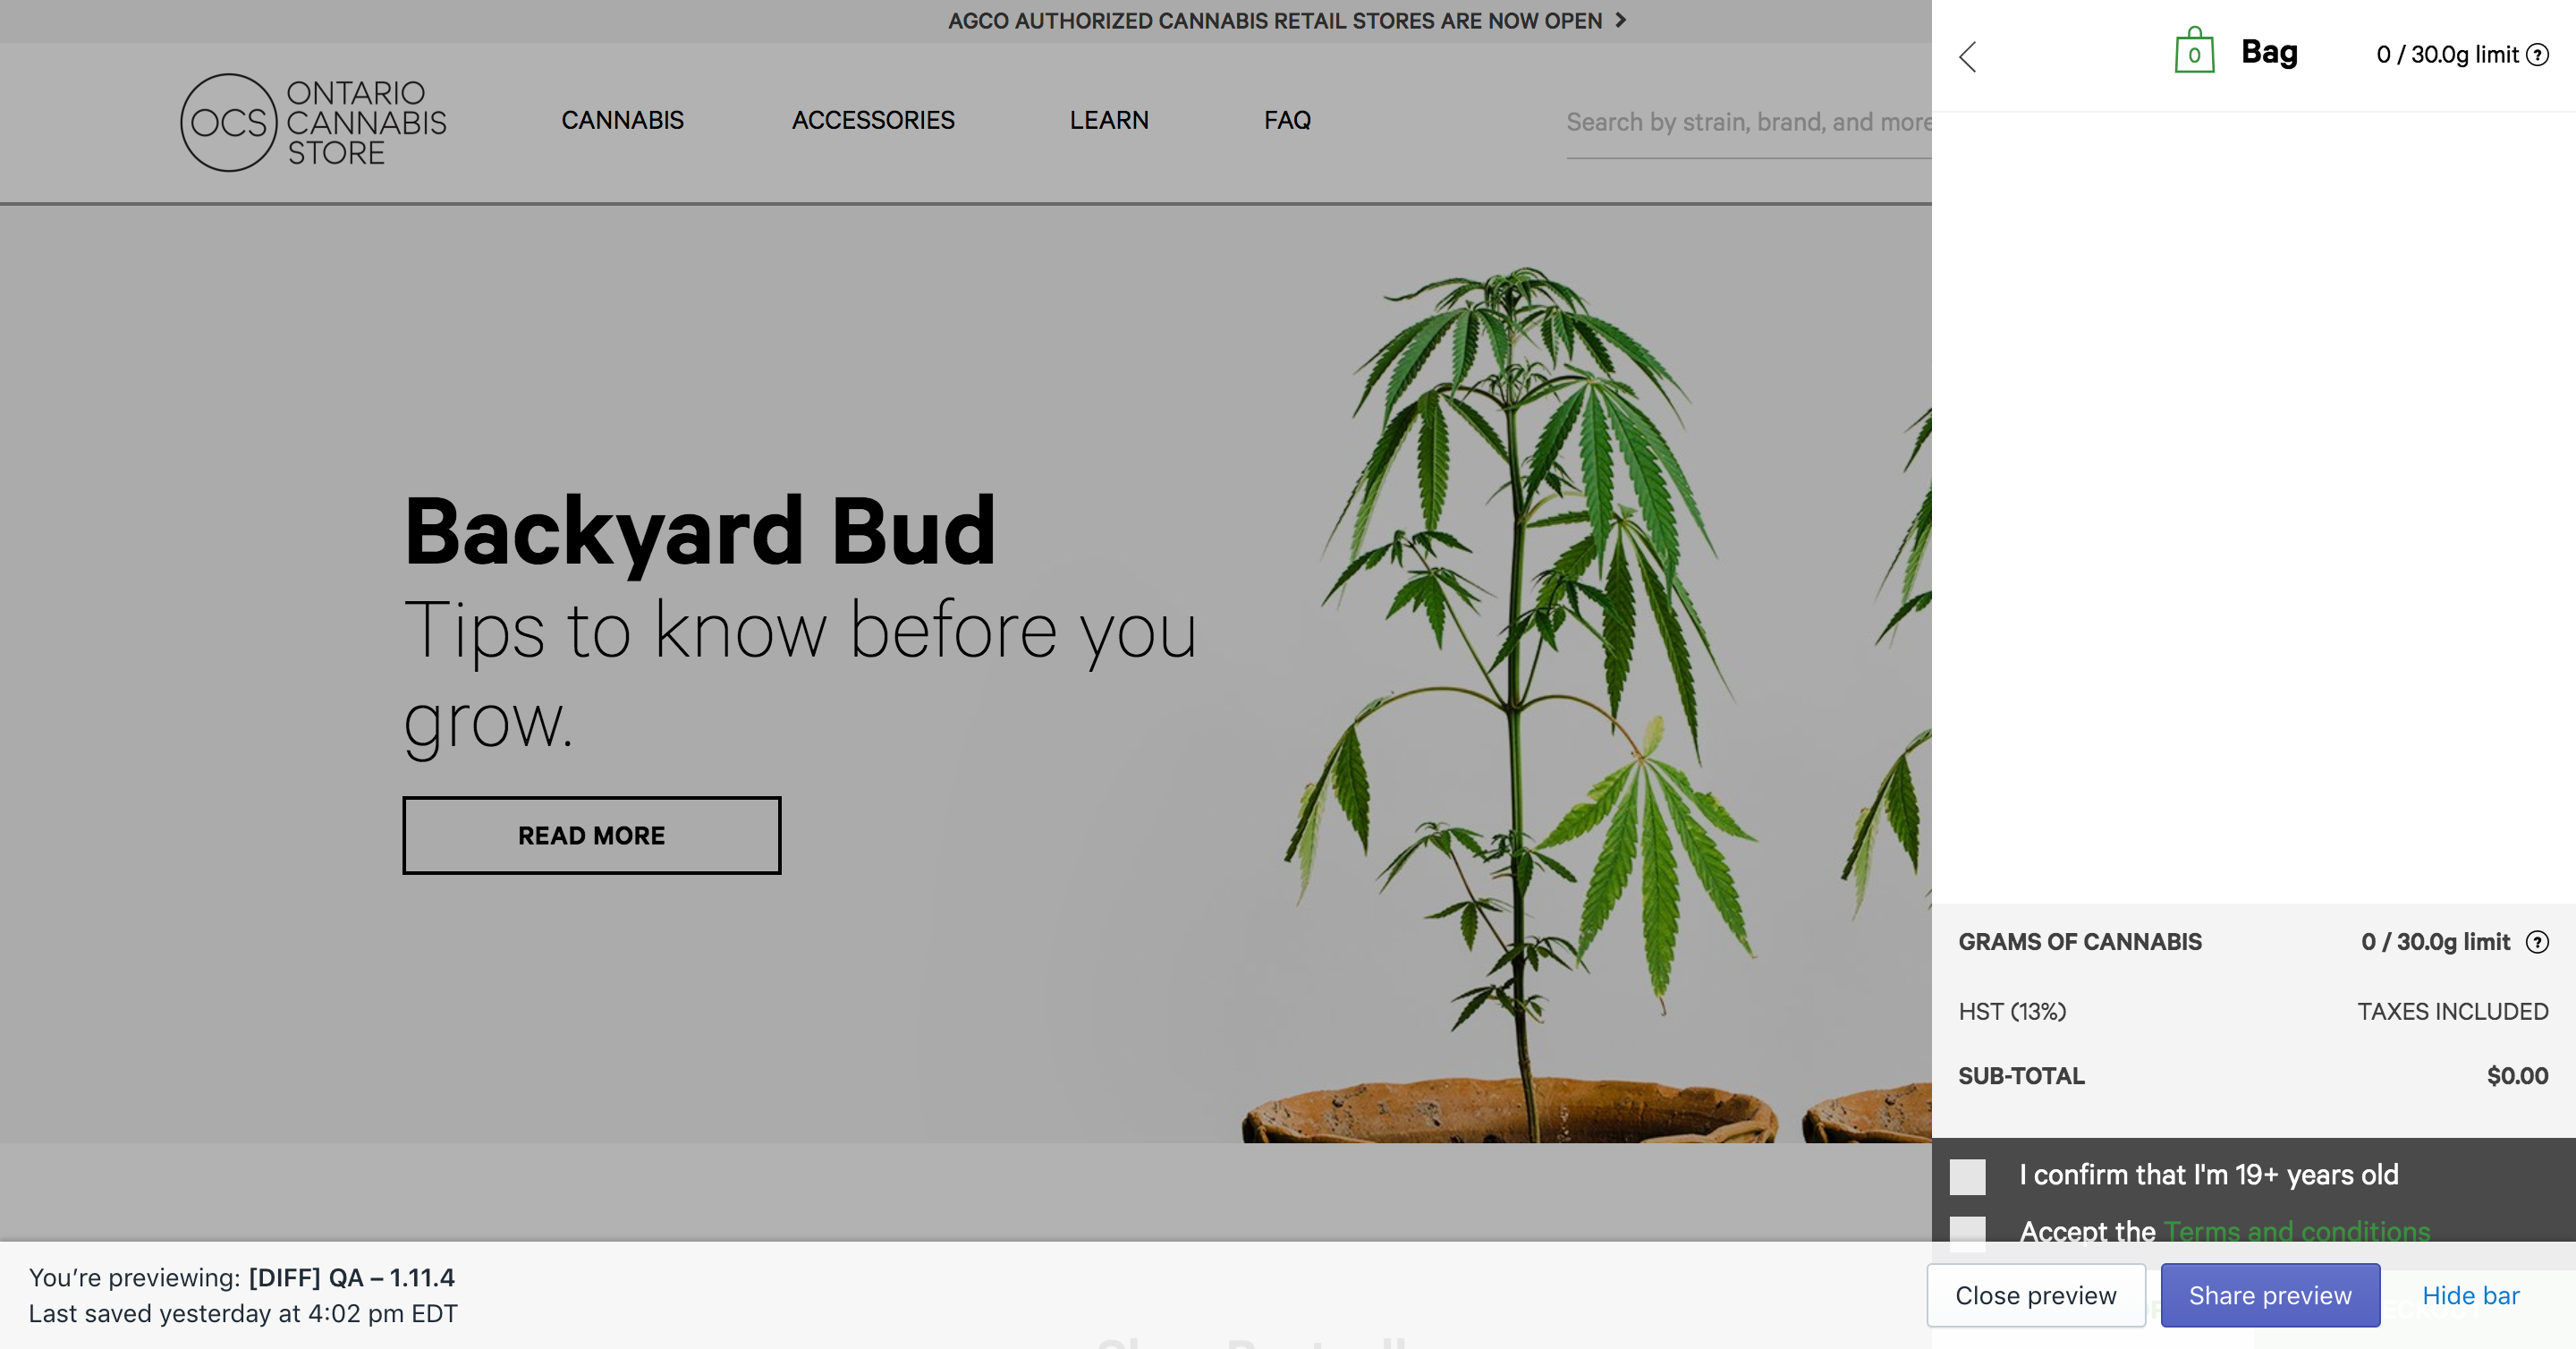 AGCO AUTHORIZED CANNABIS RETAIL STORES ARE NOW OPEN
OCS
ONTARIO
CANNABIS
STORE
CANNABIS
ACCESSORIES
LEARN
FAQ
Search by strain, brand, and more
Backyard Bud
Tips to know before you
grow.
READ MORE
0
Bag
0 / 30.0g limit ?
GRAMS OF CANNABIS 0 / 30.0g limit ?
HST (13%) TAXES INCLUDED
SUB-TOTAL $0.00
I confirm that I'm 19+ years old
Accept the Terms and conditions
You’re previewing: [DIFF] QA – 1.11.4
Last saved yesterday at 4:02 pm EDT
Close preview
Share preview
Hide bar